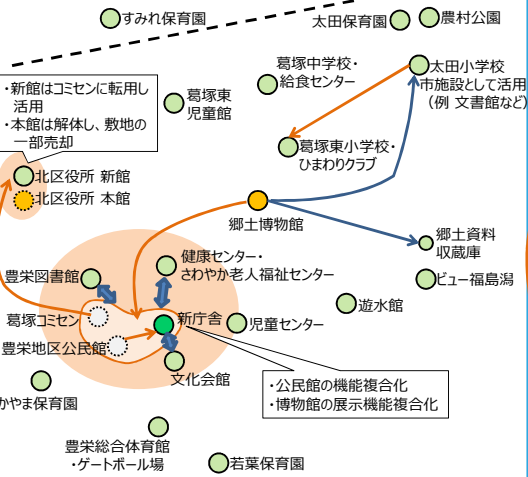 すみれ保育園
太田保育園
農村公園
葛塚中学校・
給食センター
太田小学校
市施設として活用
（例 文書館など）
・新館はコミセンに転用し
活用
・本館は解体し、敷地の
一部売却
葛塚東
児童館
葛塚東小学校・
ひまわりクラブ
北区役所 新館
北区役所 本館
郷土博物館
郷土資料
収蔵庫
健康センター・
さわやか老人福祉センター
豊栄図書館
ビュー福島潟
遊水館
葛塚コミセン
新庁舎
児童センター
豊栄地区公民館
文化会館
・公民館の機能複合化
・博物館の展示機能複合化
かやま保育園
豊栄総合体育館
・ゲートボール場
若葉保育園